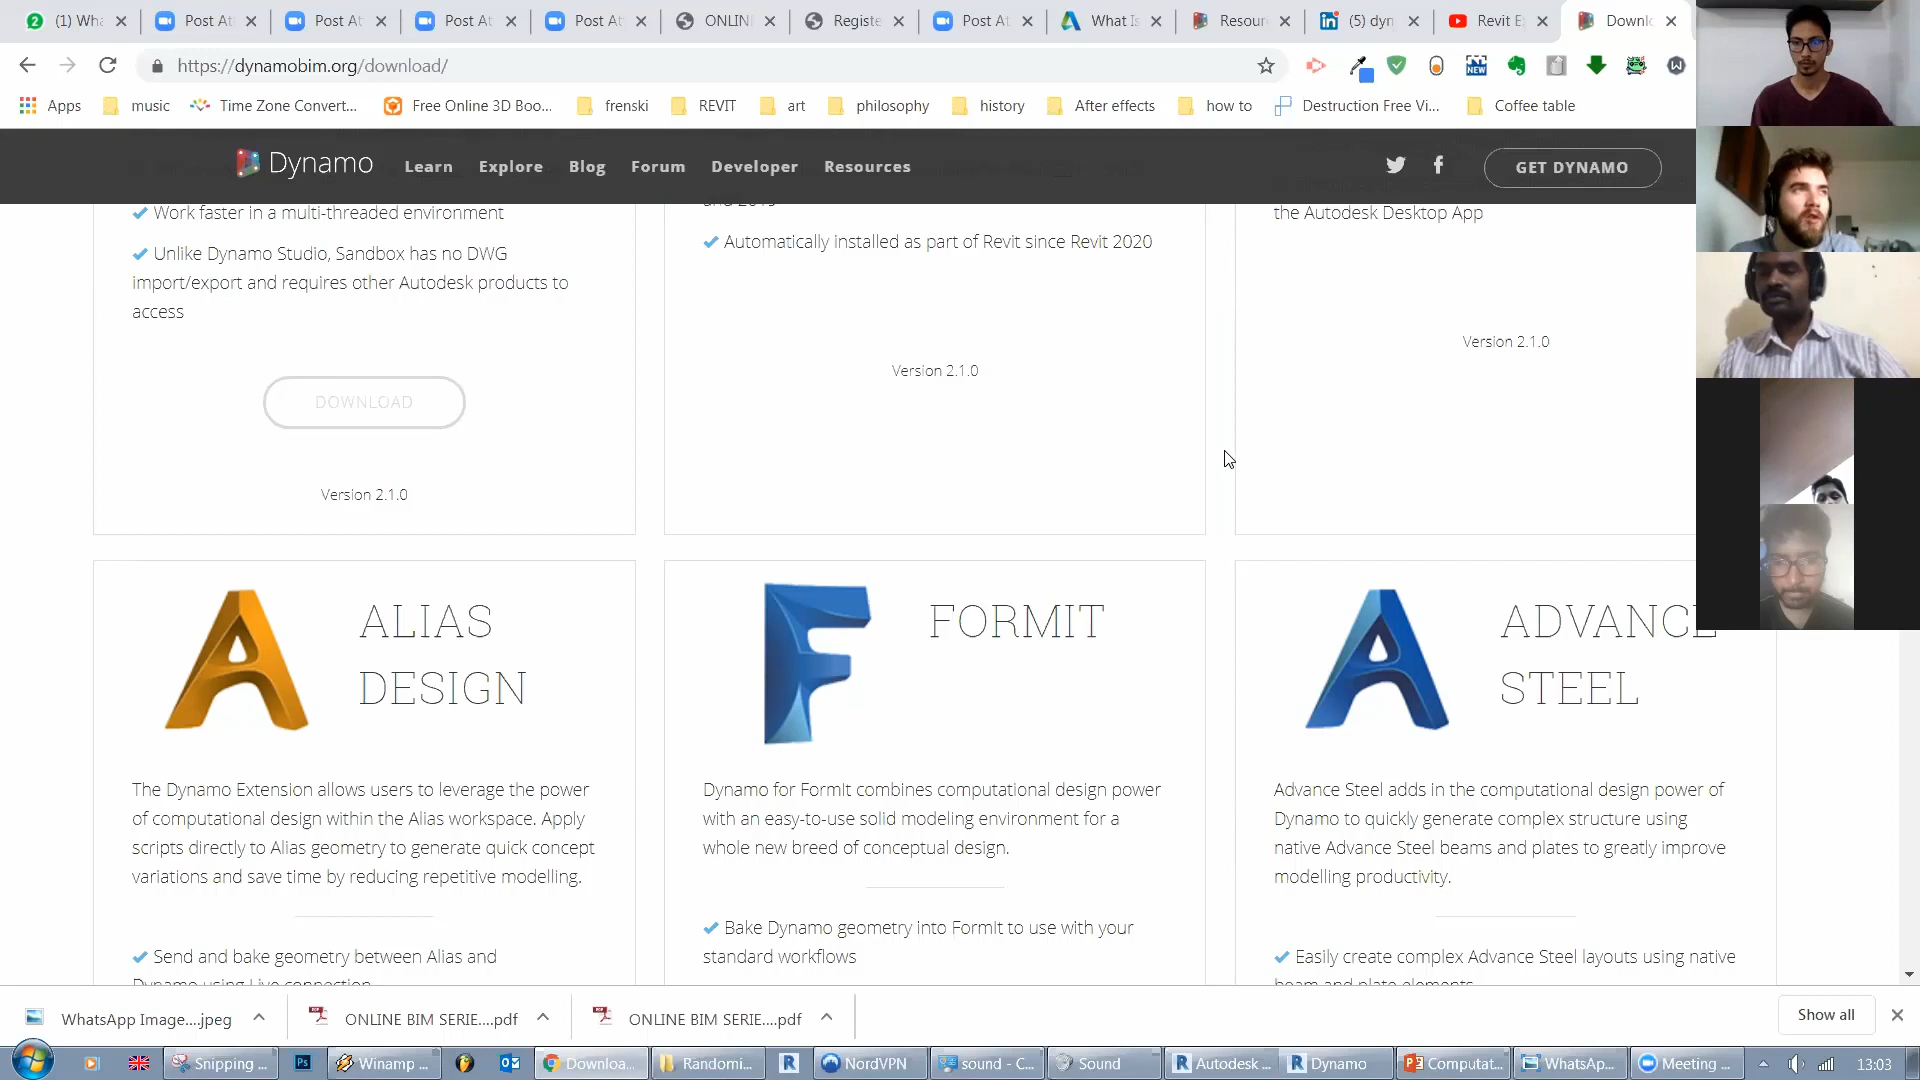 (1) Wha
Post At
Post At
Post At
Post At
ONLIN
Registe
Post At
What Is
Resour
(5) dyn
Revit E
Downlo
https://dynamobim.org/download/
Apps
music
Time Zone Convert...
Free Online 3D Boo...
frenski
REVIT
art
philosophy
history
After effects
how to
Destruction Free Vi...
Coffee table
Dynamo
Learn
Explore
Blog
Forum
Developer
Resources
GET DYNAMO
Work faster in a multi-threaded environment
Unlike Dynamo Studio, Sandbox has no DWG
import/export and requires other Autodesk products to
access
DOWNLOAD
Version 2.1.0
and 2019
Automatically installed as part of Revit since Revit 2020
Version 2.1.0
the Autodesk Desktop App
Version 2.1.0
ALIAS
DESIGN
The Dynamo Extension allows users to leverage the power
of computational design within the Alias workspace. Apply
scripts directly to Alias geometry to generate quick concept
variations and save time by reducing repetitive modelling.
Send and bake geometry between Alias and
Dynamo using Live connection
FORMIT
Dynamo for FormIt combines computational design power
with an easy-to-use solid modeling environment for a
whole new breed of conceptual design.
Bake Dynamo geometry into FormIt to use with your
standard workflows
ADVANCE
STEEL
Advance Steel adds in the computational design power of
Dynamo to quickly generate complex structure using
native Advance Steel beams and plates to greatly improve
modelling productivity.
Easily create complex Advance Steel layouts using native
beam and plate elements
WhatsApp Image....jpeg
ONLINE BIM SERIE....pdf
ONLINE BIM SERIE....pdf
Show all
Snipping ...
Winamp ...
Downloa...
Randomi...
NordVPN
sound - C...
Sound
Autodesk ...
Dynamo
Computat...
WhatsAp...
Meeting ...
13:03